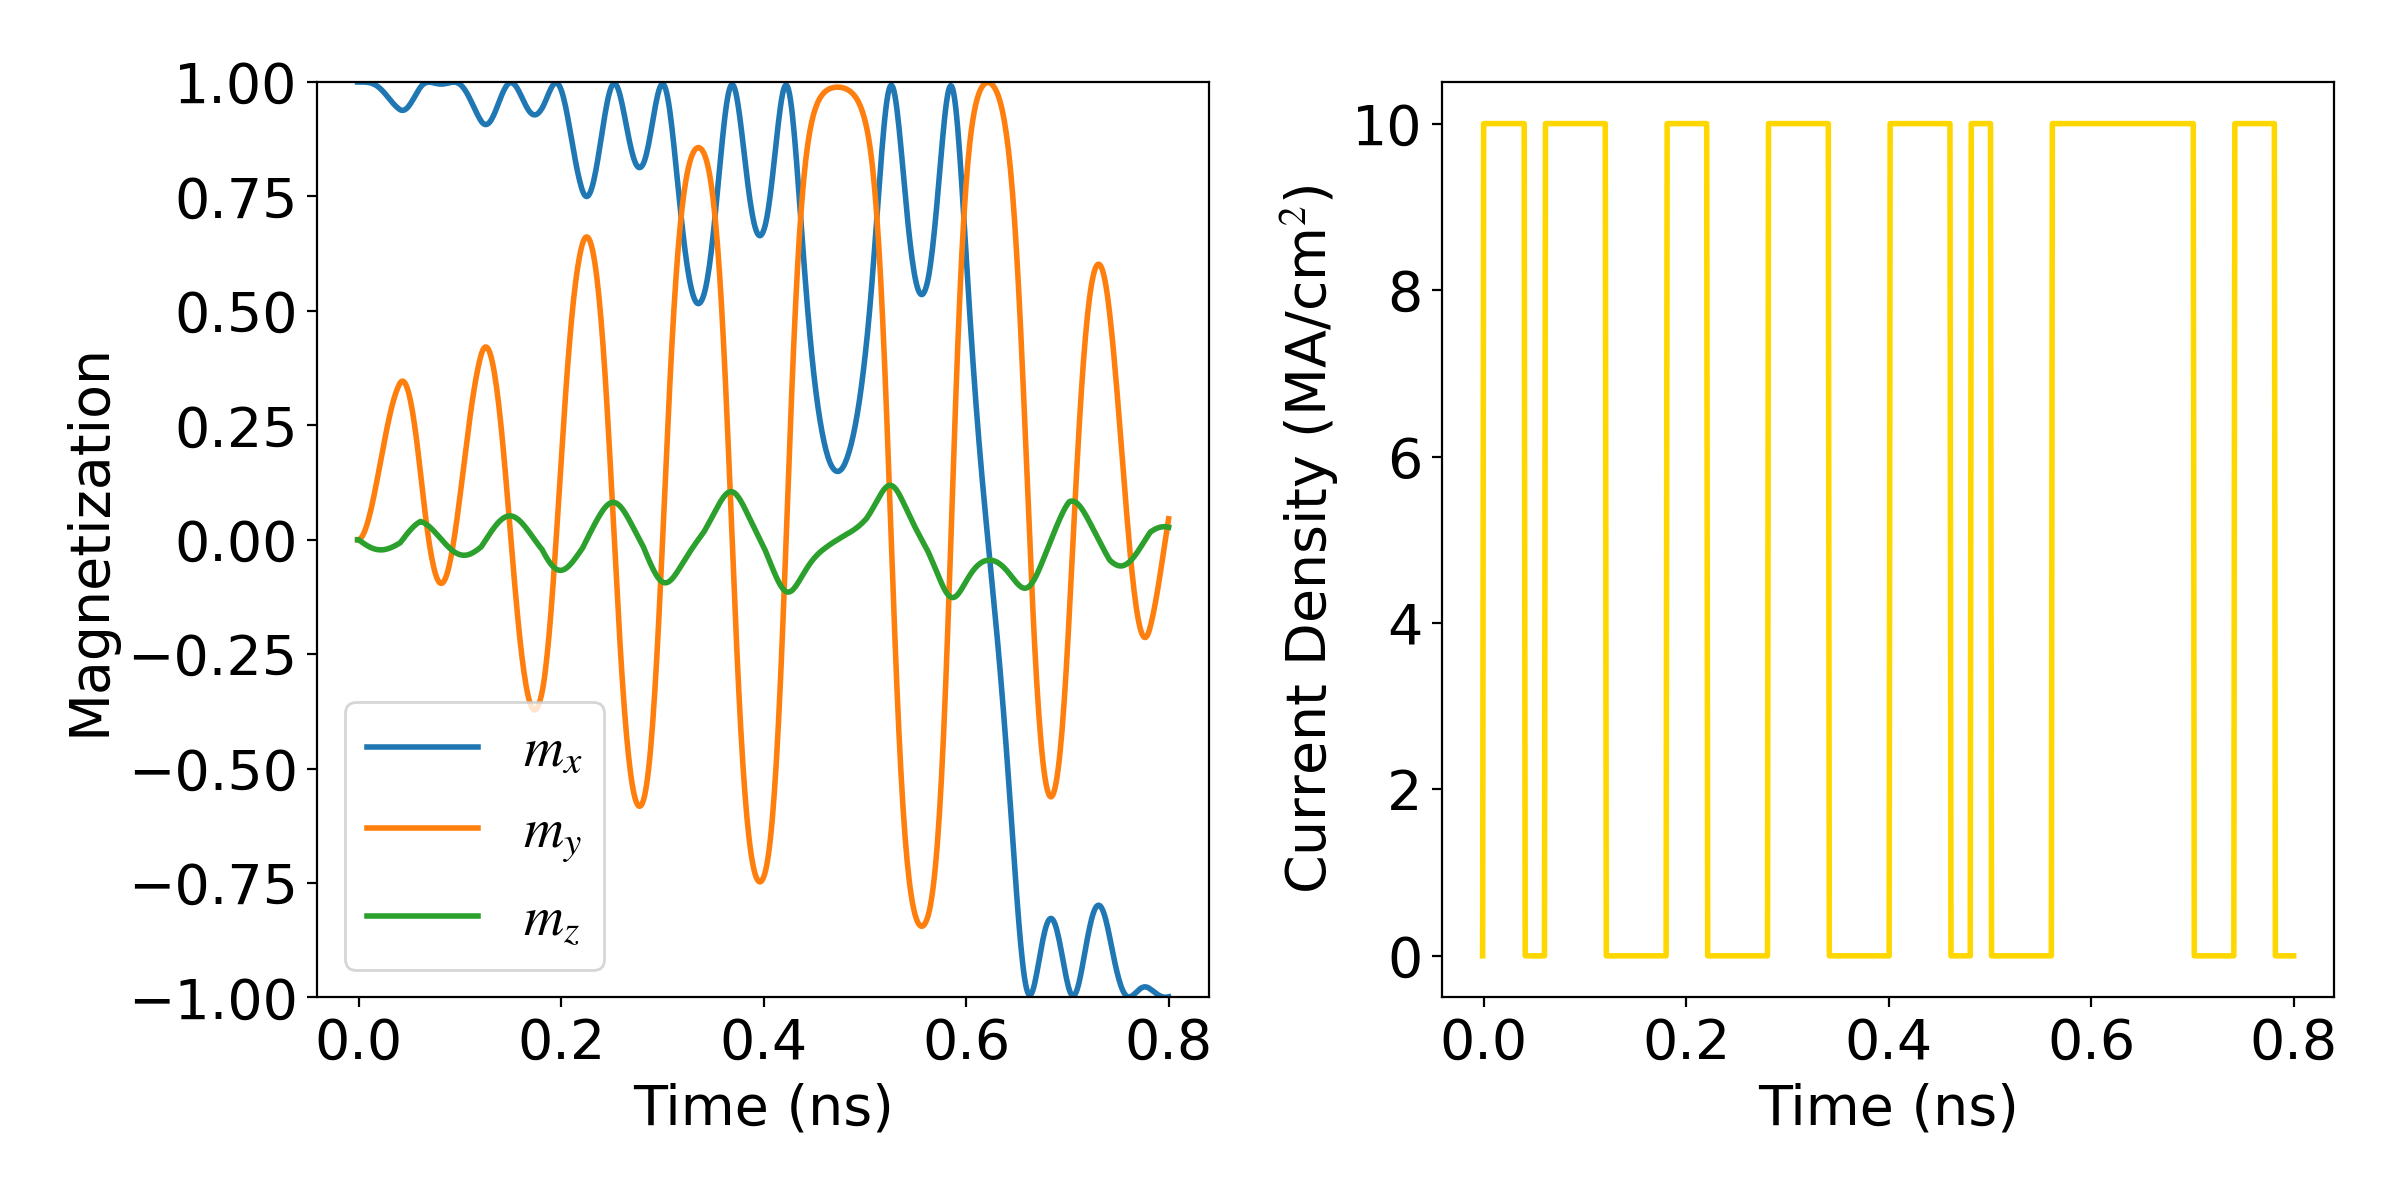 Magnetization
1.00
0.75
0.50
0.25
0.00
−0.25
−0.50
−0.75
−1.00
0.0 0.2 0.4 0.6 0.8
Time (ns)
m_x
m_y
m_z
Current Density (MA/cm²)
10
8
6
4
2
0
0.0 0.2 0.4 0.6 0.8
Time (ns)